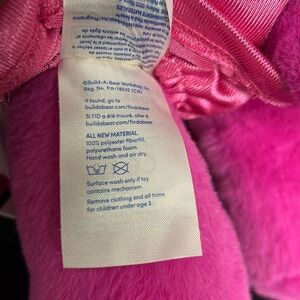 ©Build-A-Bear Workshop, Inc.
Reg. No. PA-18535 (CN)
If found, go to
buildabear.com/findabear
Si l'ID a été trouvé, aller à
buildabear.com/findabear
ALL NEW MATERIAL
100% polyester fiberfill,
polyurethane foam.
Hand wash and air dry.
Surface wash only if toy
contains mechanism.
Remove clothing and all trims
for children under age 3.